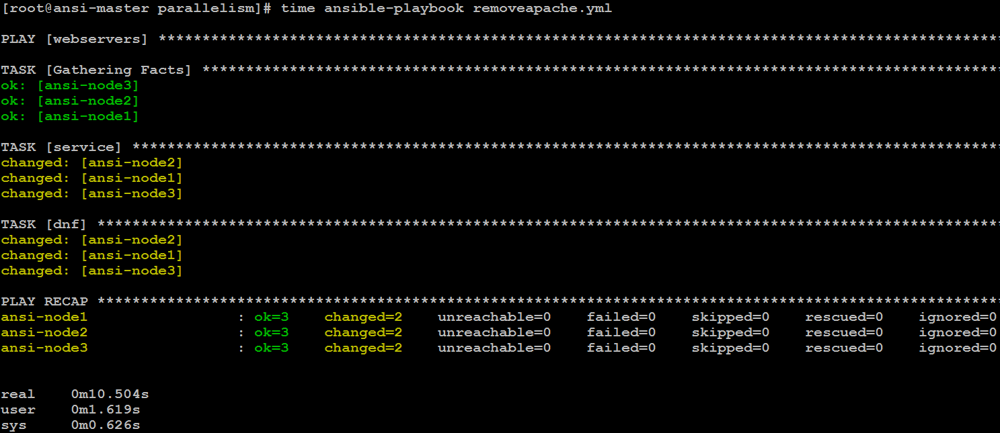 [root@ansi-master parallelism]# time ansible-playbook removeapache.yml
PLAY [webservers] ************************************************************************************************
TASK [Gathering Facts] *******************************************************************************************
ok: [ansi-node3]
ok: [ansi-node2]
ok: [ansi-node1]
TASK [service] ***************************************************************************************************
changed: [ansi-node2]
changed: [ansi-node1]
changed: [ansi-node3]
TASK [dnf] *******************************************************************************************************
changed: [ansi-node2]
changed: [ansi-node1]
changed: [ansi-node3]
PLAY RECAP *******************************************************************************************************
ansi-node1                 : ok=3    changed=2    unreachable=0    failed=0    skipped=0    rescued=0    ignored=0
ansi-node2                 : ok=3    changed=2    unreachable=0    failed=0    skipped=0    rescued=0    ignored=0
ansi-node3                 : ok=3    changed=2    unreachable=0    failed=0    skipped=0    rescued=0    ignored=0
real    0m10.504s
user    0m1.619s
sys     0m0.626s